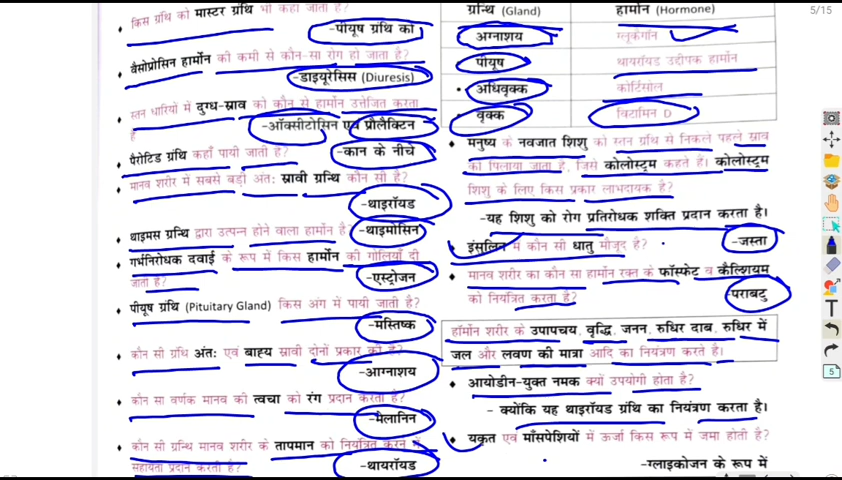 किस ग्रंथि को मास्टर ग्रंथि भी कहा जाता है?
-पीयूष ग्रंथि को
वैसोप्रोसिन हार्मोन की कमी से कौन-सा रोग हो जाता है?
-डाइयूरेसिस (Diuresis)
स्तन धारियों में दुग्ध-स्राव को कौन से हार्मोन उत्तेजित करता
है
-ऑक्सीटोसिन एवं प्रौलैक्टिन
पैरोटिड ग्रंथि कहाँ पायी जाती है?
-कान के नीचे
मानव शरीर में सबसे बड़ी अंतः स्रावी ग्रंथि कौन सी है?
-थाइरॉयड
थाइमस ग्रंथि द्वारा उत्पन्न होने वाला हार्मोन है?
-थाइमोसिन
गर्भनिरोधक दवाई के रूप में किस हार्मोन की गोलियाँ दी
जाता है?
-एस्ट्रोजन
पीयूष ग्रंथि (Pituitary Gland) किस अंग में पायी जाती है?
-मस्तिष्क
कौन सी ग्रंथि अंतः एवं बाह्य स्रावी दोनों प्रकार की है?
-आग्नाशय
कौन सा वर्णक मानव की त्वचा को रंग प्रदान करता है?
-मैलानिन
कौन सी ग्रन्थि मानव शरीर के तापमान को नियंत्रित करने में
सहायता प्रदान करती है?
-थायरॉयड
ग्रन्थि (Gland) हार्मोन (Hormone)
अग्नाशय ग्लूकैगॉन
पीयूष थायरॉयड उद्दीपक हार्मोन
अधिवृक्क कोर्टिसोल
वृक्क विटामिन D
मनुष्य के नवजात शिशु को स्तन ग्रंथि से निकले पहले स्राव
को पिलाया जाता है, जिसे कोलोस्ट्रम कहते हैं। कोलोस्ट्रम
शिशु के लिए किस प्रकार लाभदायक है?
-यह शिशु को रोग प्रतिरोधक शक्ति प्रदान करता है।
इंसुलिन में कौन सी धातु मौजूद है?
-जस्ता
मानव शरीर का कौन सा हार्मोन रक्त के फॉस्फेट व कैल्शियम
को नियंत्रित करता है?
-पराबटु
हॉर्मोन शरीर के उपापचय, वृद्धि, जनन, रुधिर दाब, रुधिर में
जल और लवण की मात्रा आदि का नियंत्रण करते है।
आयोडीन-युक्त नमक क्यों उपयोगी होता है?
- क्योंकि यह थाइरॉयड ग्रंथि का नियंत्रण करता है।
यकृत एवं माँसपेशियों में ऊर्जा किस रूप में जमा होती है?
-ग्लाइकोजन के रूप में
5/15
5